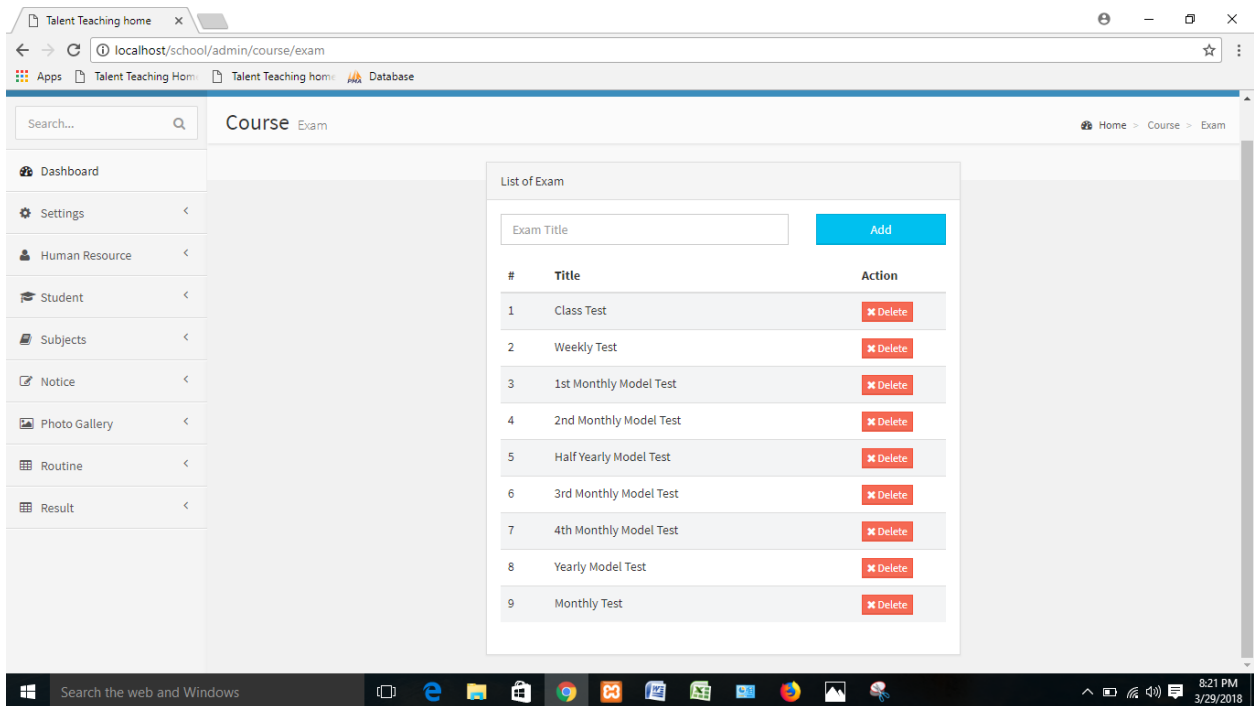 Talent Teaching home
localhost/school/admin/course/exam
Apps Talent Teaching Home Talent Teaching home Database
Search... Course Exam Home > Course > Exam
Dashboard
Settings
Human Resource
Student
Subjects
Notice
Photo Gallery
Routine
Result
List of Exam
Exam Title Add
# Title Action
1 Class Test Delete
2 Weekly Test Delete
3 1st Monthly Model Test Delete
4 2nd Monthly Model Test Delete
5 Half Yearly Model Test Delete
6 3rd Monthly Model Test Delete
7 4th Monthly Model Test Delete
8 Yearly Model Test Delete
9 Monthly Test Delete
Search the web and Windows
8:21 PM
3/29/2018